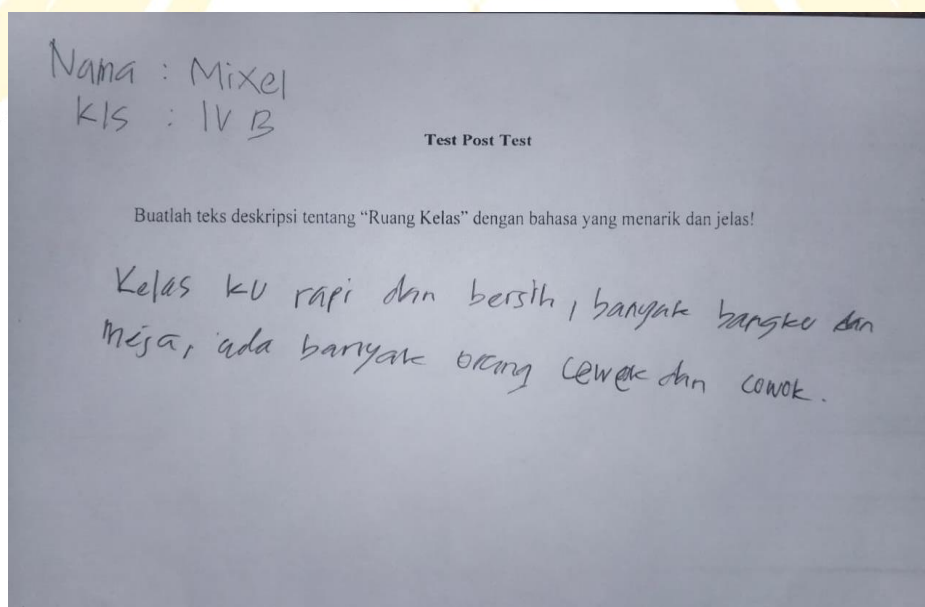 Nama : Mixel
Kls : IV B
Test Post Test
Buatlah teks deskripsi tentang “Ruang Kelas” dengan bahasa yang menarik dan jelas!
Kelas ku rapi dan bersih, banyak bangku dan
meja, ada banyak orang cewek dan cowok.